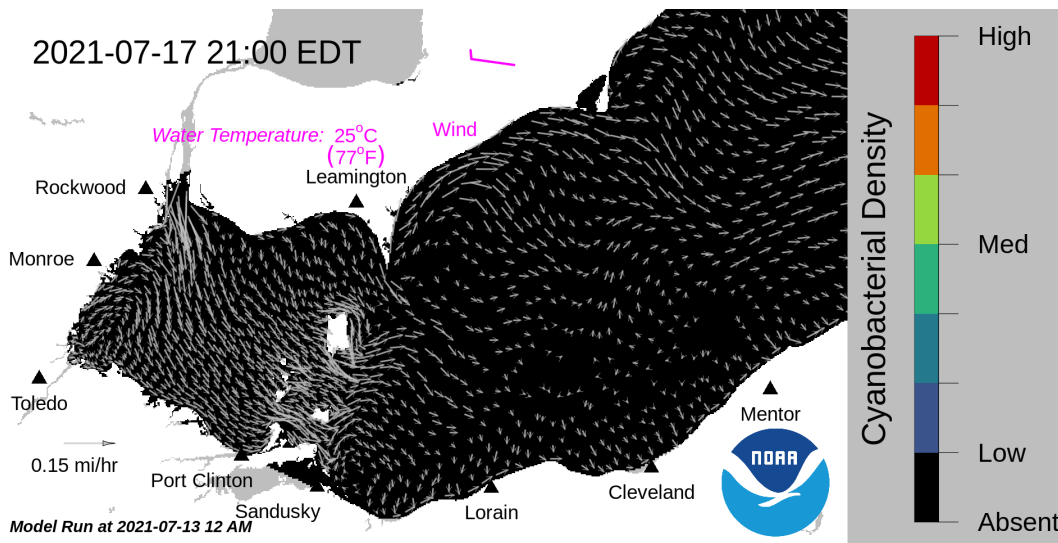 2021-07-17 21:00 EDT
Water Temperature: 25°C
(77°F)
Wind
Leamington
Rockwood
Monroe
Toledo
0.15 mi/hr
Port Clinton
Sandusky
Lorain
Cleveland
Mentor
NOAA
Model Run at 2021-07-13 12 AM
Cyanobacterial Density
High
Med
Low
Absent